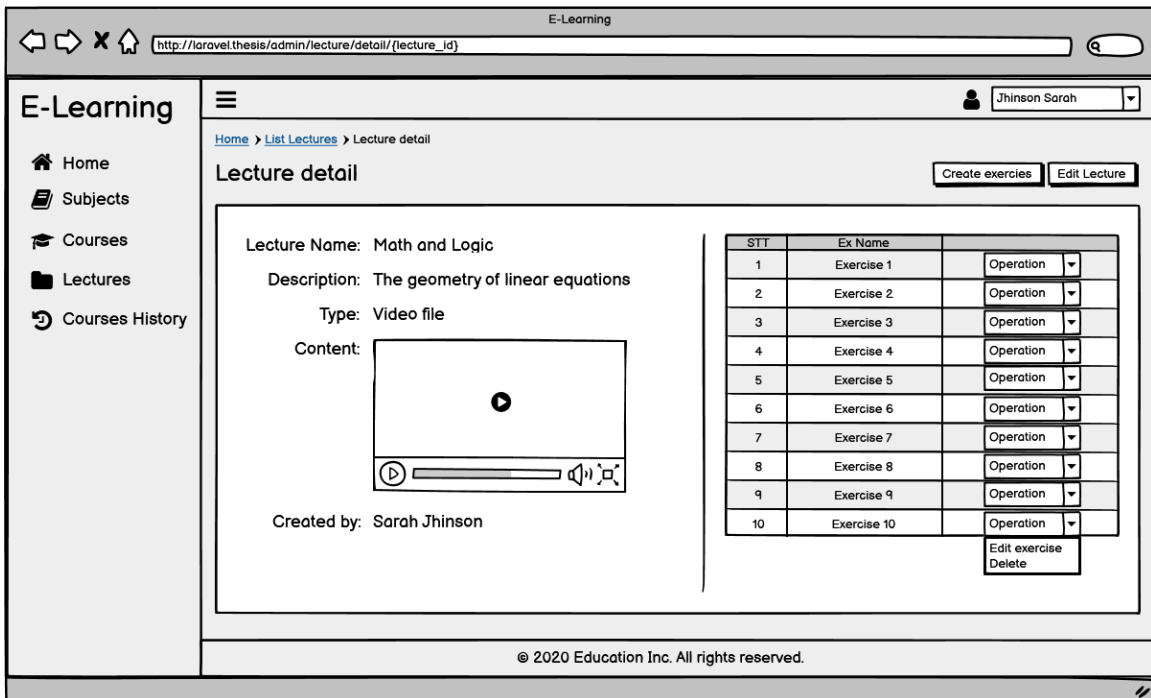 E-Learning
http://laravel.thesis/admin/lecture/detail/{lecture_id}
E-Learning
Home
Subjects
Courses
Lectures
Courses History
Jhinson Sarah
Home > List Lectures > Lecture detail
Lecture detail
Create exercies
Edit Lecture
Lecture Name: Math and Logic
Description: The geometry of linear equations
Type: Video file
Content:
Created by: Sarah Jhinson
STT Ex Name
1 Exercise 1 Operation
2 Exercise 2 Operation
3 Exercise 3 Operation
4 Exercise 4 Operation
5 Exercise 5 Operation
6 Exercise 6 Operation
7 Exercise 7 Operation
8 Exercise 8 Operation
9 Exercise 9 Operation
10 Exercise 10 Operation
Edit exercise
Delete
© 2020 Education Inc. All rights reserved.